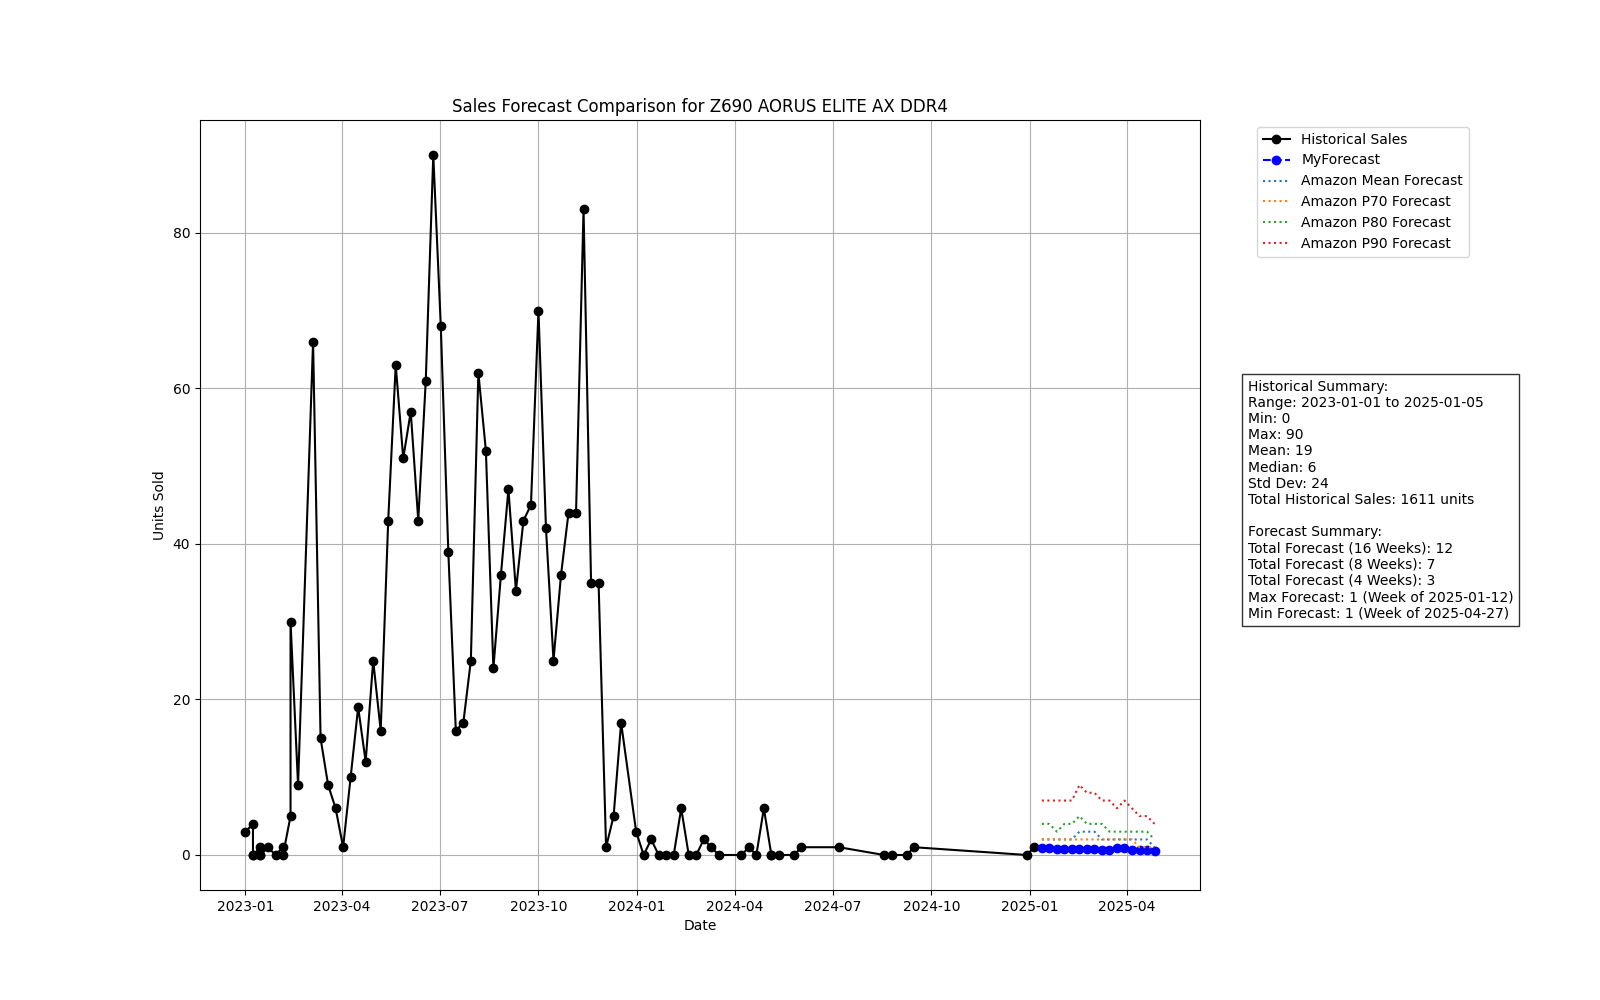 Sales Forecast Comparison for Z690 AORUS ELITE AX DDR4
Historical Sales
MyForecast
Amazon Mean Forecast
Amazon P70 Forecast
Amazon P80 Forecast
Amazon P90 Forecast
80
60
40
20
0
Units Sold
2023-01
2023-04
2023-07
2023-10
2024-01
2024-04
2024-07
2024-10
2025-01
2025-04
Date
Historical Summary:
Range: 2023-01-01 to 2025-01-05
Min: 0
Max: 90
Mean: 19
Median: 6
Std Dev: 24
Total Historical Sales: 1611 units
Forecast Summary:
Total Forecast (16 Weeks): 12
Total Forecast (8 Weeks): 7
Total Forecast (4 Weeks): 3
Max Forecast: 1 (Week of 2025-01-12)
Min Forecast: 1 (Week of 2025-04-27)